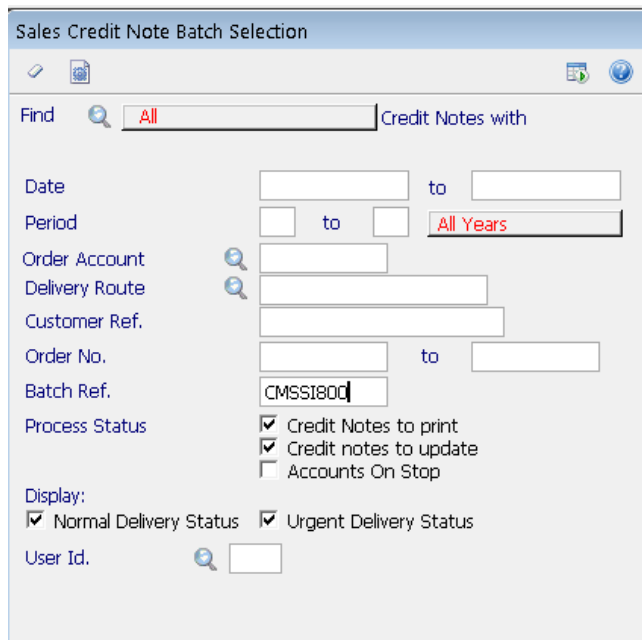 Sales Credit Note Batch Selection
Find All Credit Notes with
Date to
Period to All Years
Order Account
Delivery Route
Customer Ref.
Order No. to
Batch Ref. CMSSI800
Process Status Credit Notes to print
Credit notes to update
Accounts On Stop
Display:
Normal Delivery Status Urgent Delivery Status
User Id.